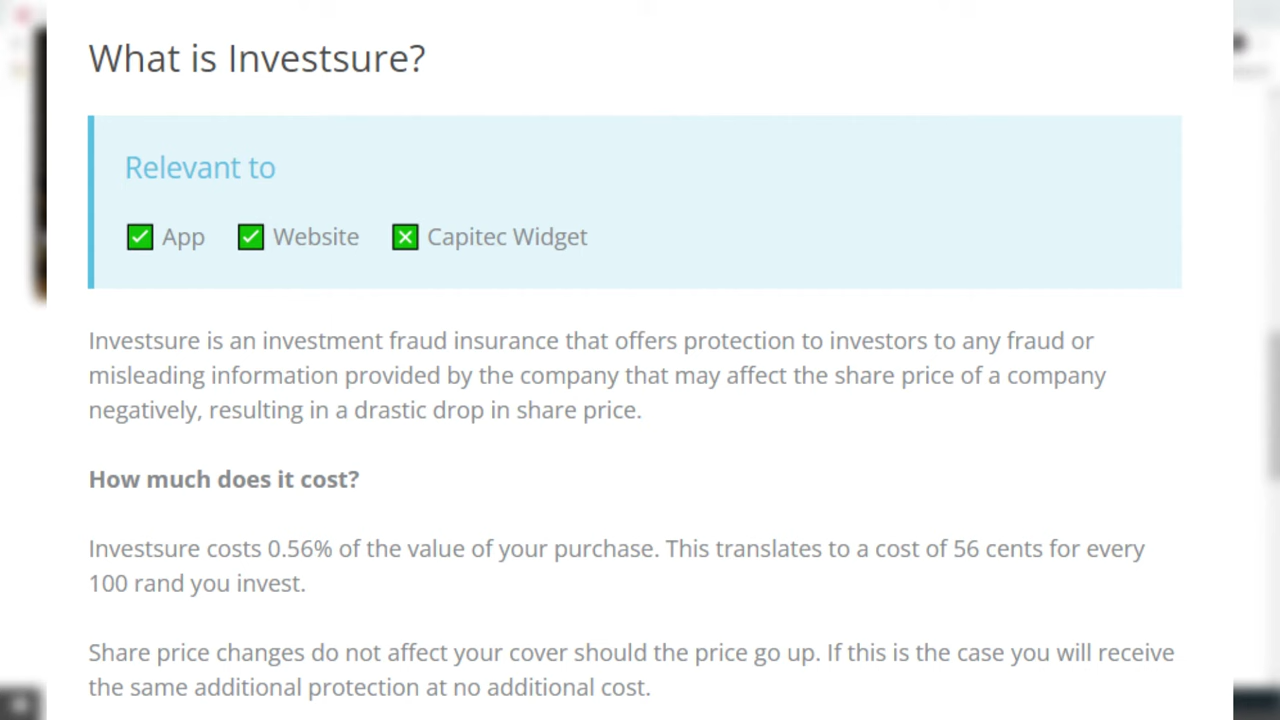 What is Investsure?
Relevant to
✅ App ✅ Website ❎ Capitec Widget
Investsure is an investment fraud insurance that offers protection to investors to any fraud or
misleading information provided by the company that may affect the share price of a company
negatively, resulting in a drastic drop in share price.
How much does it cost?
Investsure costs 0.56% of the value of your purchase. This translates to a cost of 56 cents for every
100 rand you invest.
Share price changes do not affect your cover should the price go up. If this is the case you will receive
the same additional protection at no additional cost.